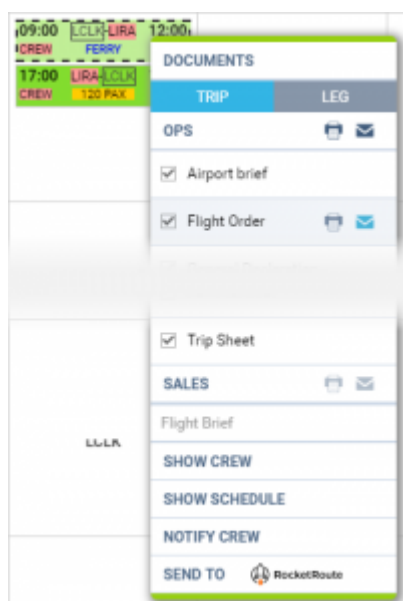 09:00 LCLK-LIRA 12:00
CREW FERRY
17:00 LIRA-LCLK
CREW 120 PAX
DOCUMENTS
TRIP LEG
OPS
Airport brief
Flight Order
Trip Sheet
SALES
Flight Brief
LCLK
SHOW CREW
SHOW SCHEDULE
NOTIFY CREW
SEND TO RocketRoute